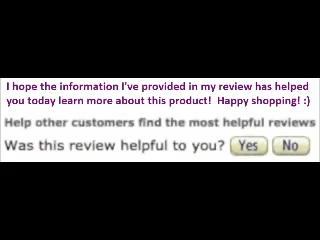 I hope the information I've provided in my review has helped
you today learn more about this product!  Happy shopping! :)
Help other customers find the most helpful reviews
Was this review helpful to you? Yes No